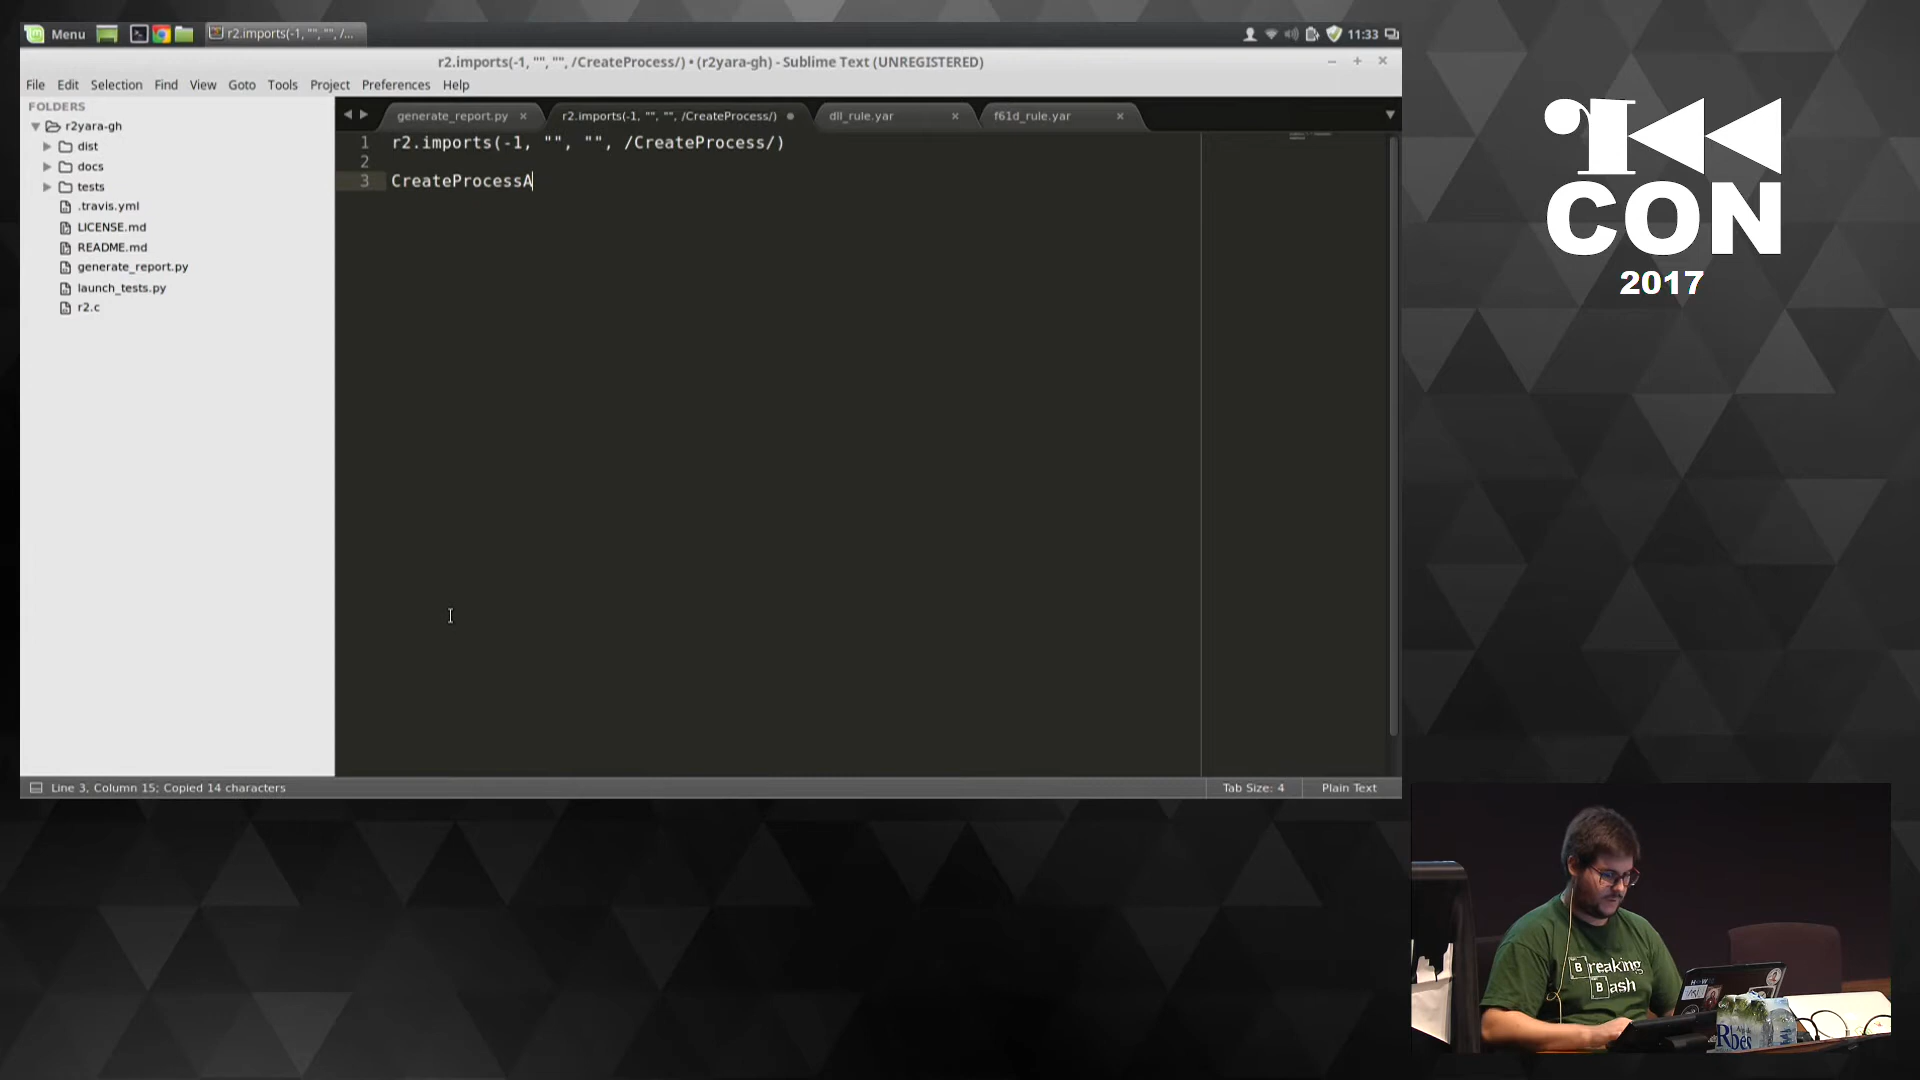 Menu
r2.imports(-1, "","", /...
11:33
r2.imports(-1, "","", /CreateProcess/) • (r2yara-gh) - Sublime Text (UNREGISTERED)
File Edit Selection Find View Goto Tools Project Preferences Help
FOLDERS
r2yara-gh
dist
docs
tests
.travis.yml
LICENSE.md
README.md
generate_report.py
launch_tests.py
r2.c
generate_report.py
r2.imports(-1, "", "", /CreateProcess/)
dll_rule.yar
f61d_rule.yar
1 r2.imports(-1, "", "", /CreateProcess/)
2
3 CreateProcessA
Line 3, Column 15; Copied 14 characters
Tab Size: 4
Plain Text
CON
2017
Breaking
Bash